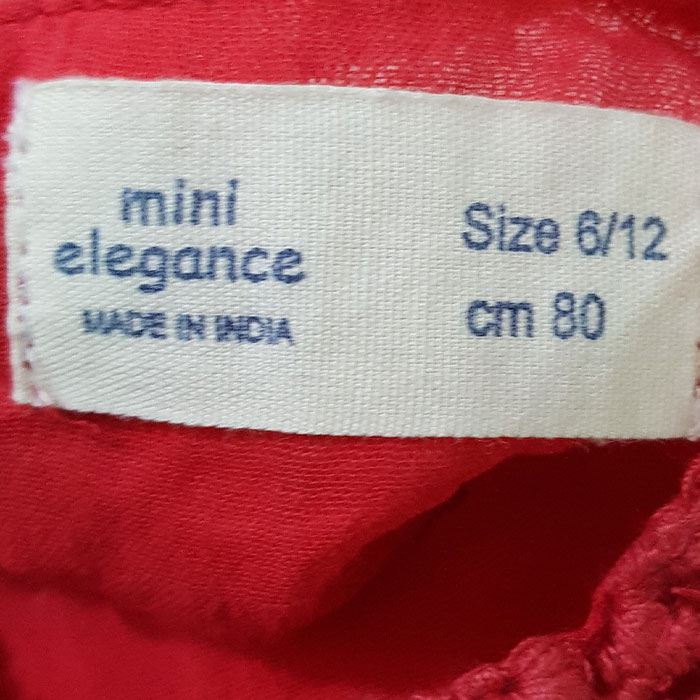 mini
elegance
MADE IN INDIA
Size 6/12
cm 80